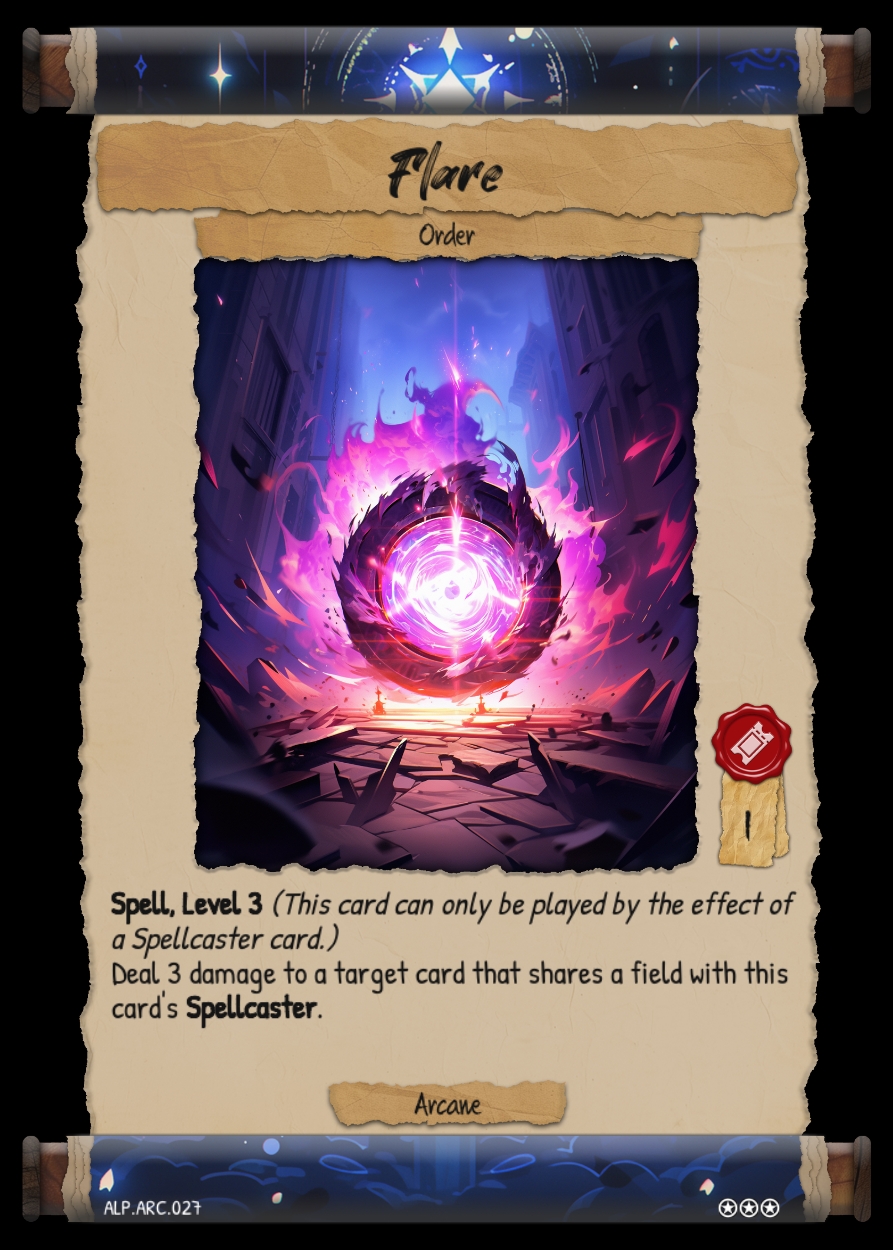 Flare
Order
1
Spell, Level 3 (This card can only be played by the effect of
a Spellcaster card.)
Deal 3 damage to a target card that shares a field with this
card's Spellcaster.
Arcane
ALP.ARC.027